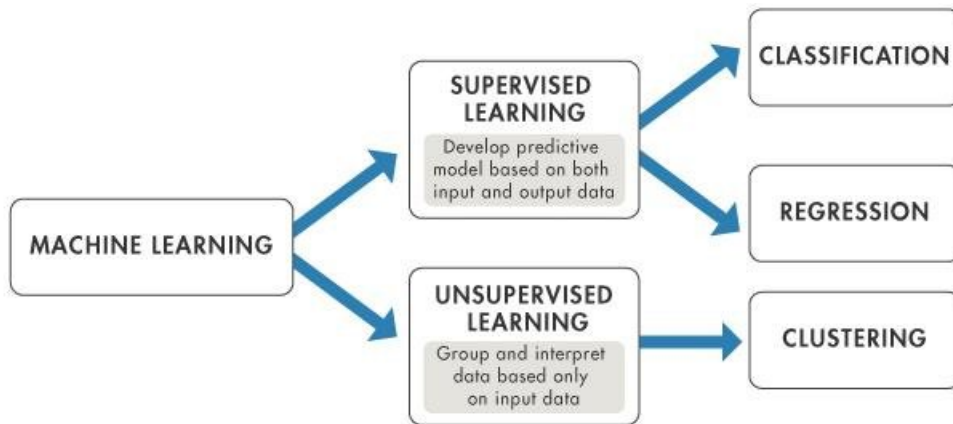 MACHINE LEARNING
SUPERVISED
LEARNING
Develop predictive
model based on both
input and output data
UNSUPERVISED
LEARNING
Group and interpret
data based only
on input data
CLASSIFICATION
REGRESSION
CLUSTERING